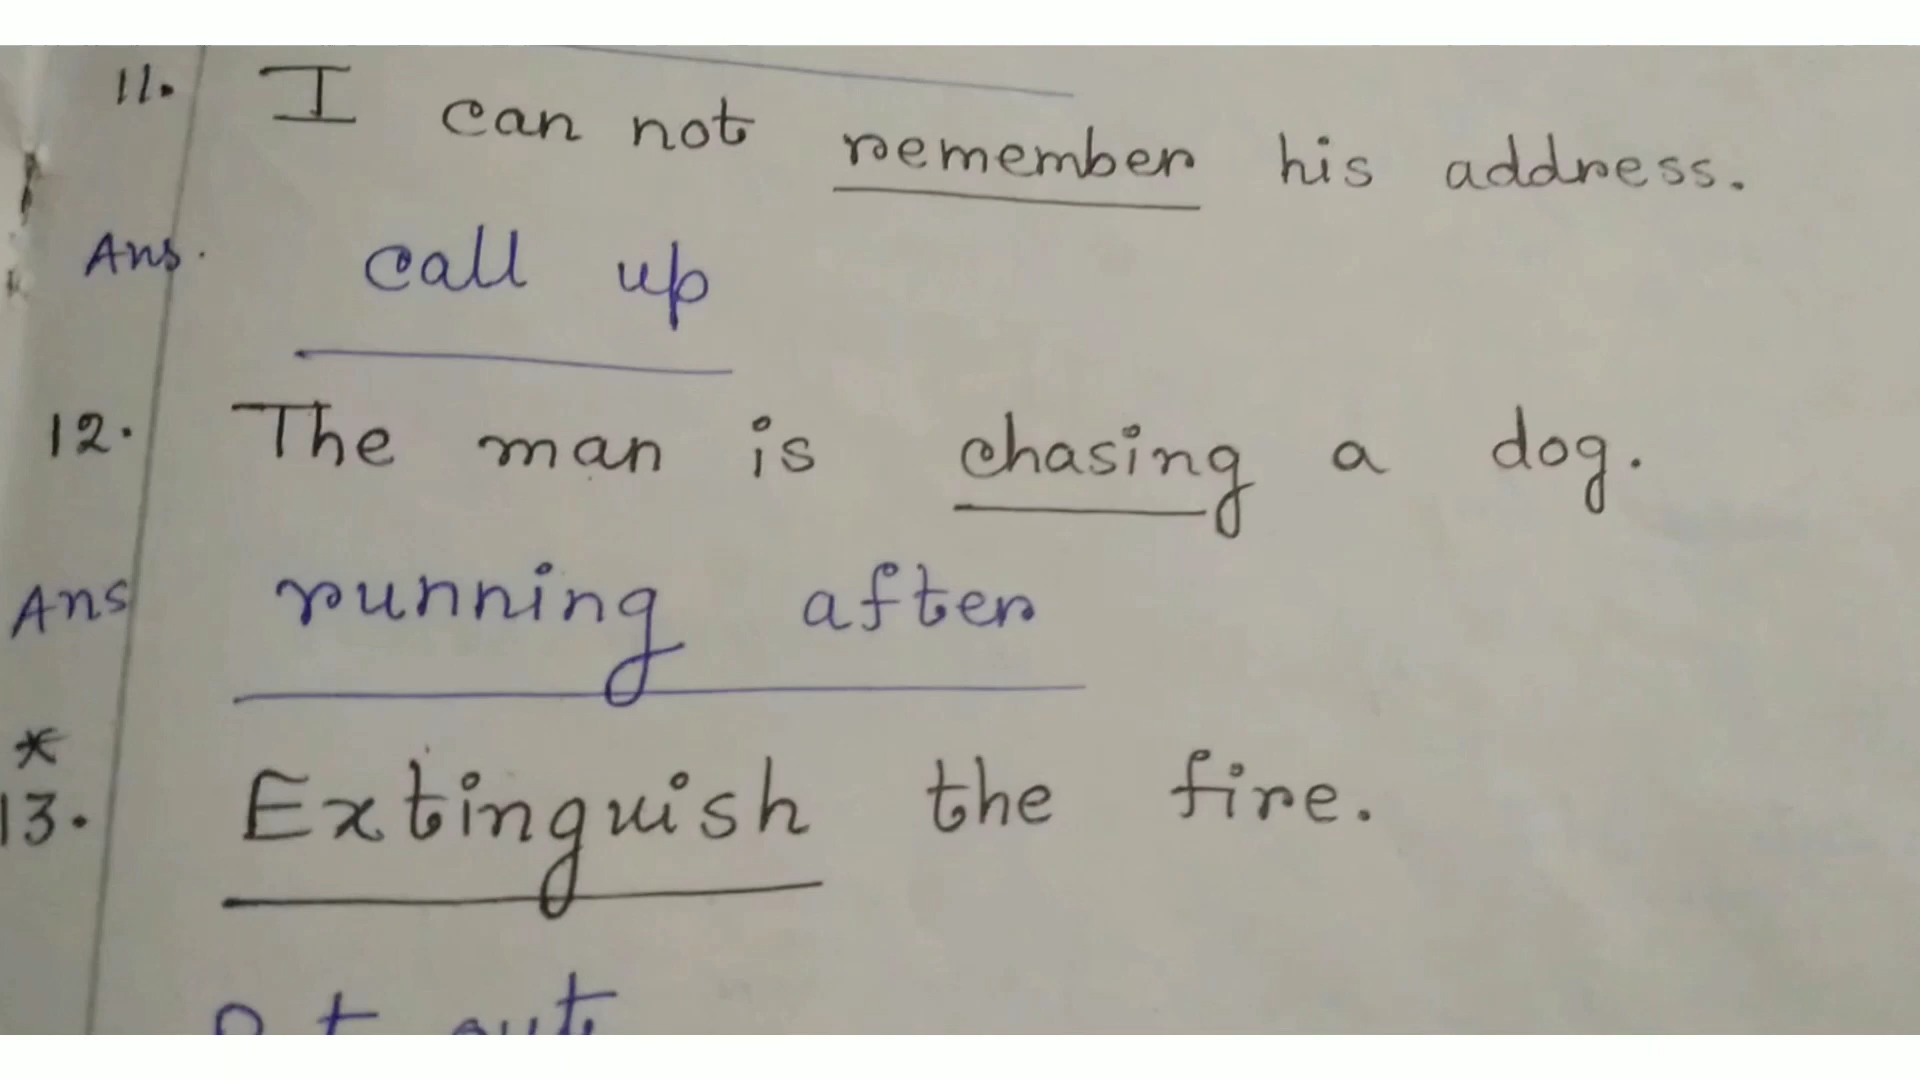 11. I can not remember his address.
Ans. call up
12. The man is chasing a dog.
Ans running after
*
13. Extinguish the fire.
out